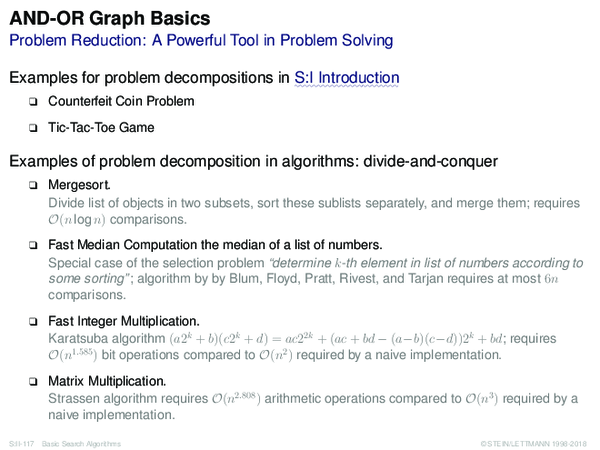 AND-OR Graph Basics
Problem Reduction: A Powerful Tool in Problem Solving
Examples for problem decompositions in S:I Introduction
❑ Counterfeit Coin Problem
❑ Tic-Tac-Toe Game
Examples of problem decomposition in algorithms: divide-and-conquer
❑ Mergesort.
Divide list of objects in two subsets, sort these sublists separately, and merge them; requires
O(n log n) comparisons.
❑ Fast Median Computation the median of a list of numbers.
Special case of the selection problem "determine k-th element in list of numbers according to
some sorting"; algorithm by by Blum, Floyd, Pratt, Rivest, and Tarjan requires at most 6n
comparisons.
❑ Fast Integer Multiplication.
Karatsuba algorithm (a2^k + b)(c2^k + d) = ac2^{2k} + (ac + bd − (a−b)(c−d))2^k + bd; requires
O(n^{1.585}) bit operations compared to O(n^2) required by a naive implementation.
❑ Matrix Multiplication.
Strassen algorithm requires O(n^{2.808}) arithmetic operations compared to O(n^3) required by a
naive implementation.
S:II-117 Basic Search Algorithms ©STEIN/LETTMANN 1998-2018